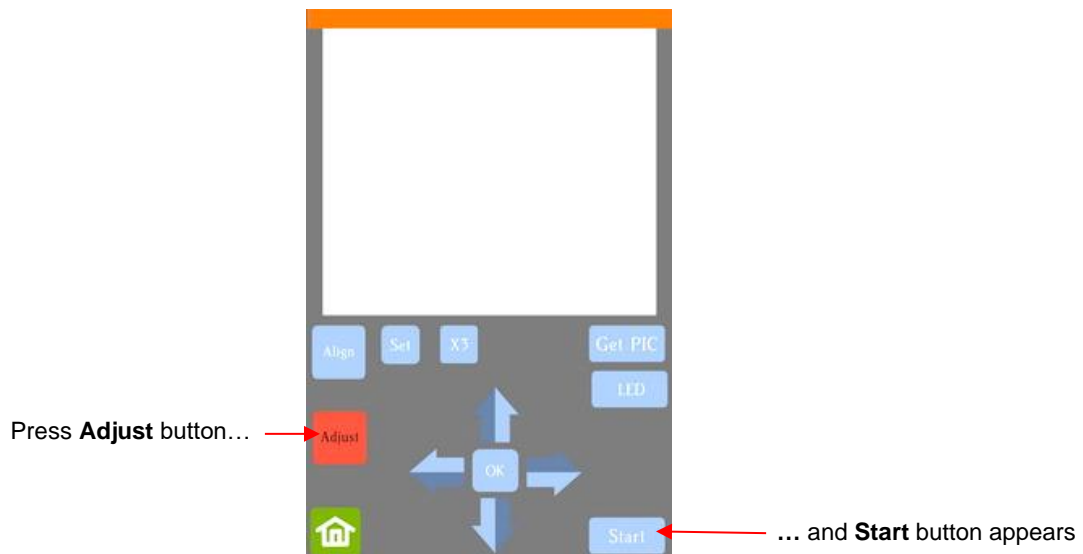 Align
Set
X3
Get PIC
LED
Press Adjust button…
Adjust
OK
Start
… and Start button appears